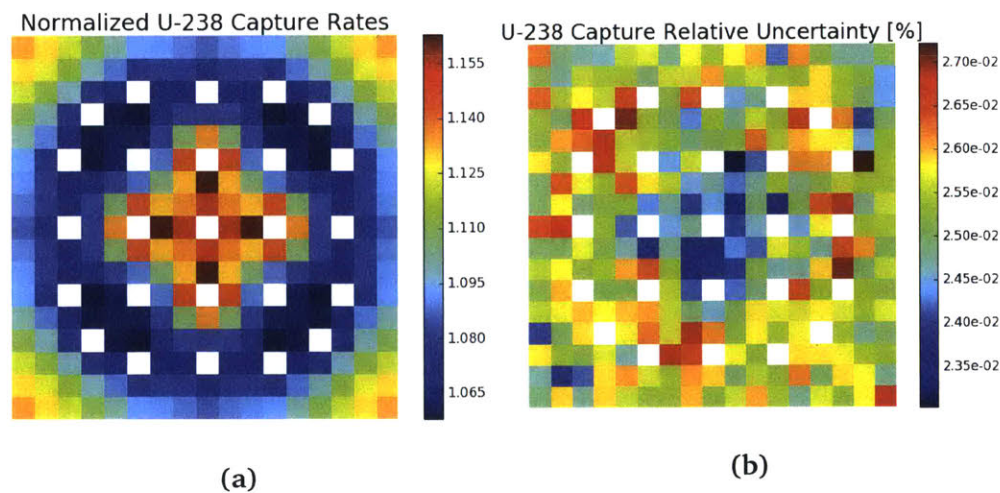 Normalized U-238 Capture Rates
1.155
1.140
1.125
1.110
1.095
1.080
1.065
(a)
U-238 Capture Relative Uncertainty [%]
2.70e-02
2.65e-02
2.60e-02
2.55e-02
2.50e-02
2.45e-02
2.40e-02
2.35e-02
(b)